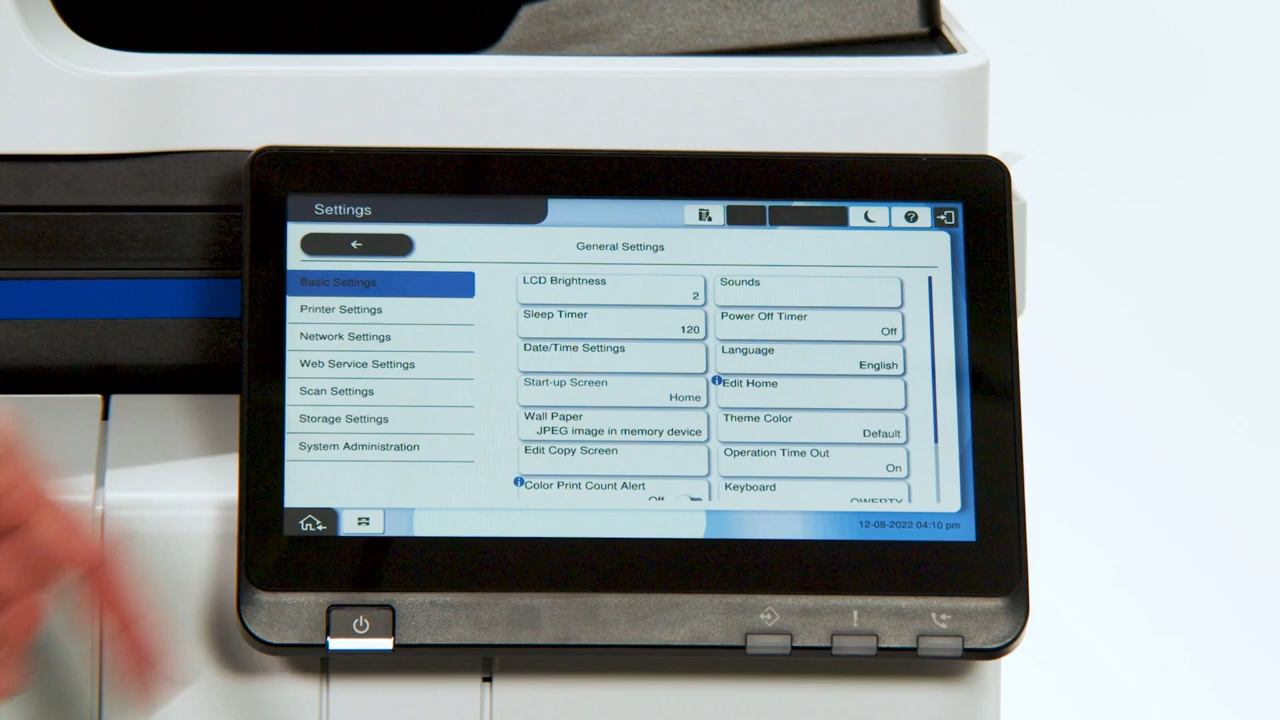 Settings
General Settings
Basic Settings
Printer Settings
Network Settings
Web Service Settings
Scan Settings
Storage Settings
System Administration
LCD Brightness
2
Sounds
Sleep Timer
120
Power Off Timer
Off
Date/Time Settings
Language
English
Start-up Screen
Home
Edit Home
Wall Paper
JPEG image in memory device
Theme Color
Default
Edit Copy Screen
Operation Time Out
On
Color Print Count Alert
Off
Keyboard
QWERTY
12-08-2022 04:10 pm